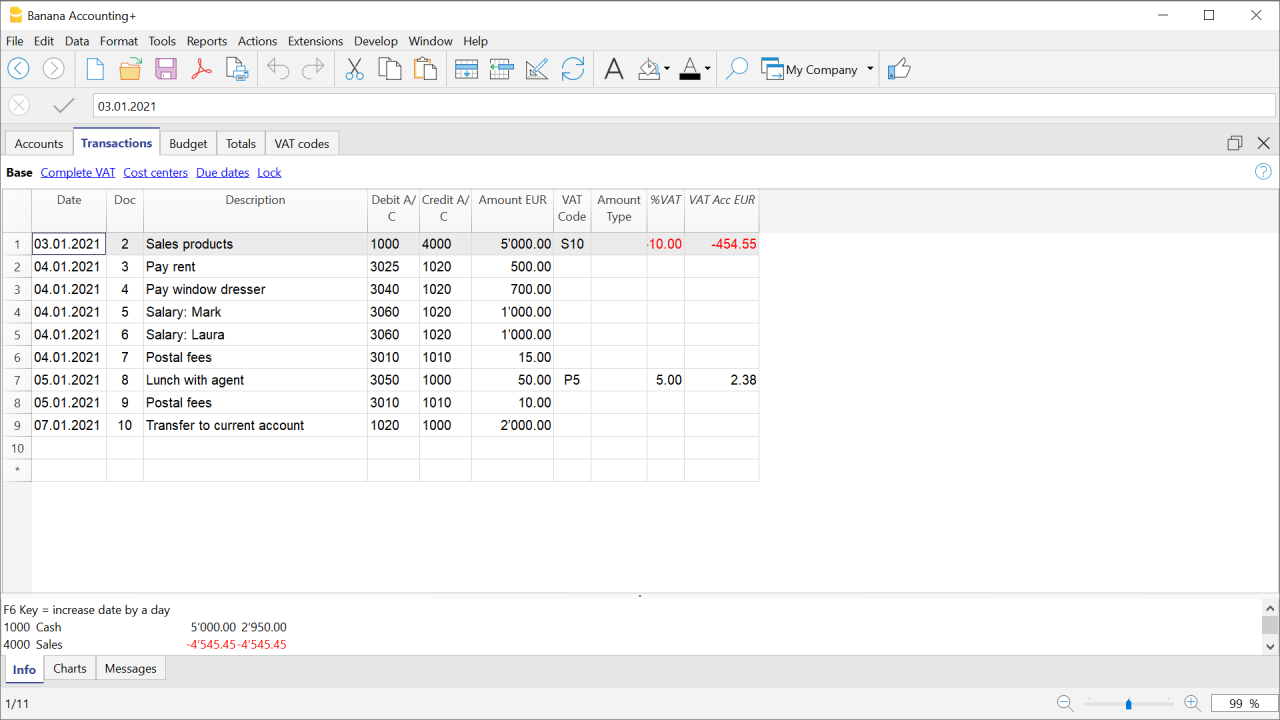 Banana Accounting+
File Edit Data Format Tools Reports Actions Extensions Develop Window Help
A A My Company
03.01.2021
Accounts Transactions Budget Totals VAT codes
Base Complete VAT Cost centers Due dates Lock ?
Date Doc Description Debit A/C Credit A/C Amount EUR VAT Code Amount Type %VAT VAT Acc EUR
1 03.01.2021 2 Sales products 1000 4000 5'000.00 S10 -10.00 -454.55
2 04.01.2021 3 Pay rent 3025 1020 500.00
3 04.01.2021 4 Pay window dresser 3040 1020 700.00
4 04.01.2021 5 Salary: Mark 3060 1020 1'000.00
5 04.01.2021 6 Salary: Laura 3060 1020 1'000.00
6 04.01.2021 7 Postal fees 3010 1010 15.00
7 05.01.2021 8 Lunch with agent 3050 1000 50.00 P5 5.00 2.38
8 05.01.2021 9 Postal fees 3010 1010 10.00
9 07.01.2021 10 Transfer to current account 1020 1000 2'000.00
10
*
F6 Key = increase date by a day
1000 Cash 5'000.00 2'950.00
4000 Sales -4'545.45 -4'545.45
Info Charts Messages
1/11 99 %